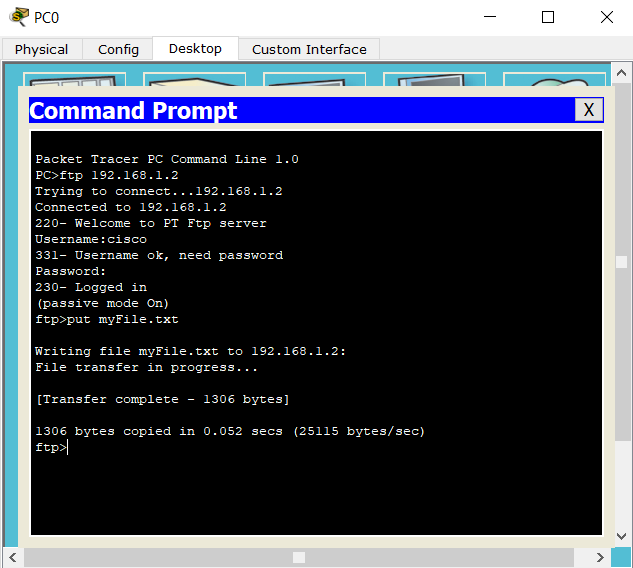 PC0
Physical Config Desktop Custom Interface
Command Prompt X
Packet Tracer PC Command Line 1.0
PC>ftp 192.168.1.2
Trying to connect...192.168.1.2
Connected to 192.168.1.2
220- Welcome to PT Ftp server
Username:cisco
331- Username ok, need password
Password:
230- Logged in
(passive mode On)
ftp>put myFile.txt
Writing file myFile.txt to 192.168.1.2:
File transfer in progress...
[Transfer complete - 1306 bytes]
1306 bytes copied in 0.052 secs (25115 bytes/sec)
ftp>